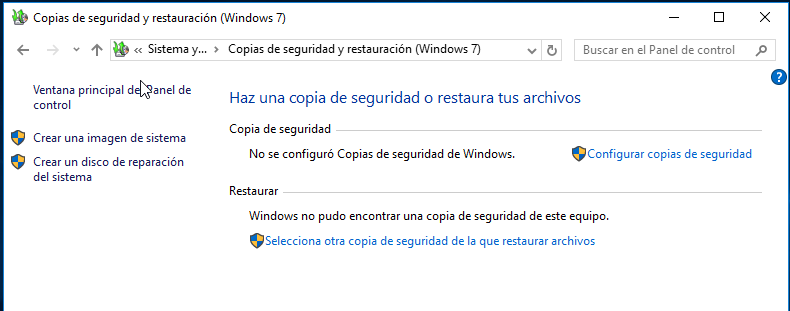 Copias de seguridad y restauración (Windows 7)
« Sistema y... > Copias de seguridad y restauración (Windows 7)
Buscar en el Panel de control
?
Ventana principal del Panel de
control
Crear una imagen de sistema
Crear un disco de reparación
del sistema
Haz una copia de seguridad o restaura tus archivos
Copia de seguridad
No se configuró Copias de seguridad de Windows.
Configurar copias de seguridad
Restaurar
Windows no pudo encontrar una copia de seguridad de este equipo.
Selecciona otra copia de seguridad de la que restaurar archivos